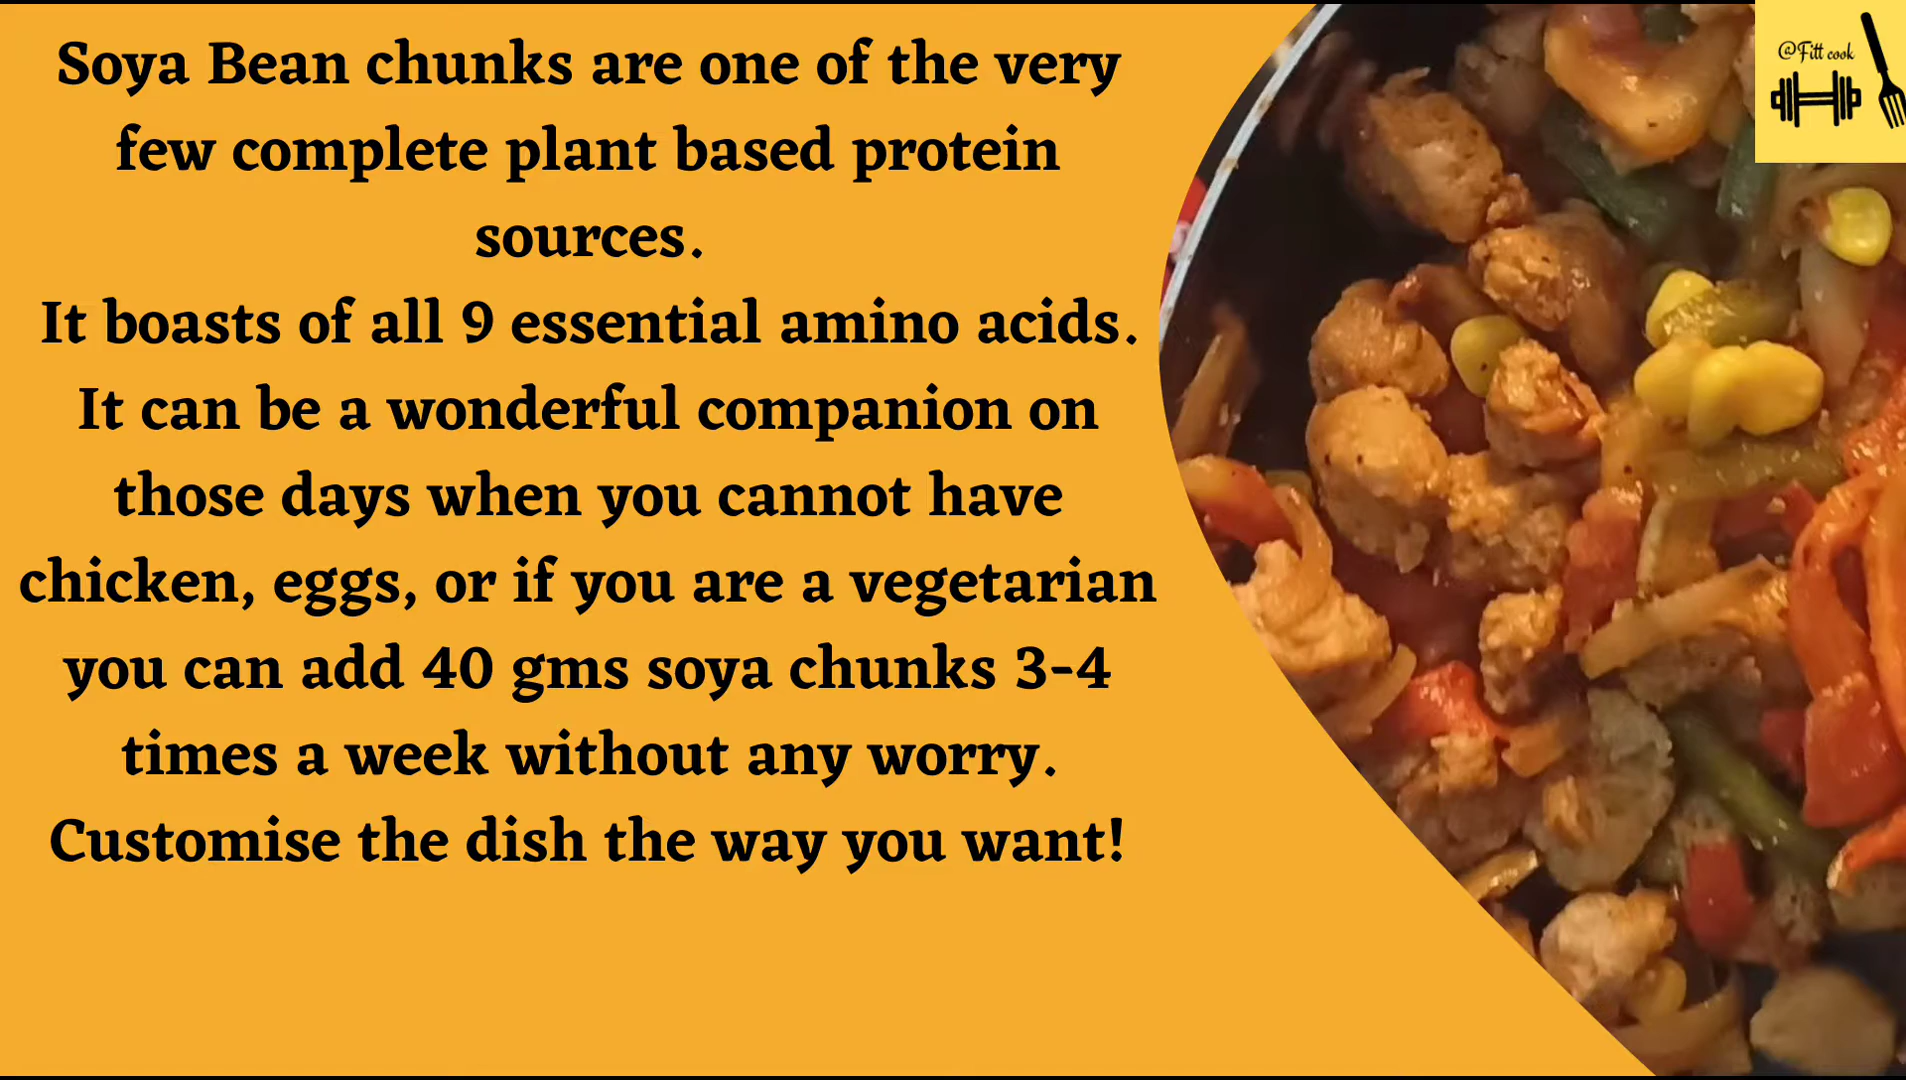 Soya Bean chunks are one of the very
few complete plant based protein
sources.
It boasts of all 9 essential amino acids.
It can be a wonderful companion on
those days when you cannot have
chicken, eggs, or if you are a vegetarian
you can add 40 gms soya chunks 3-4
times a week without any worry.
Customise the dish the way you want!
@Fitt cook